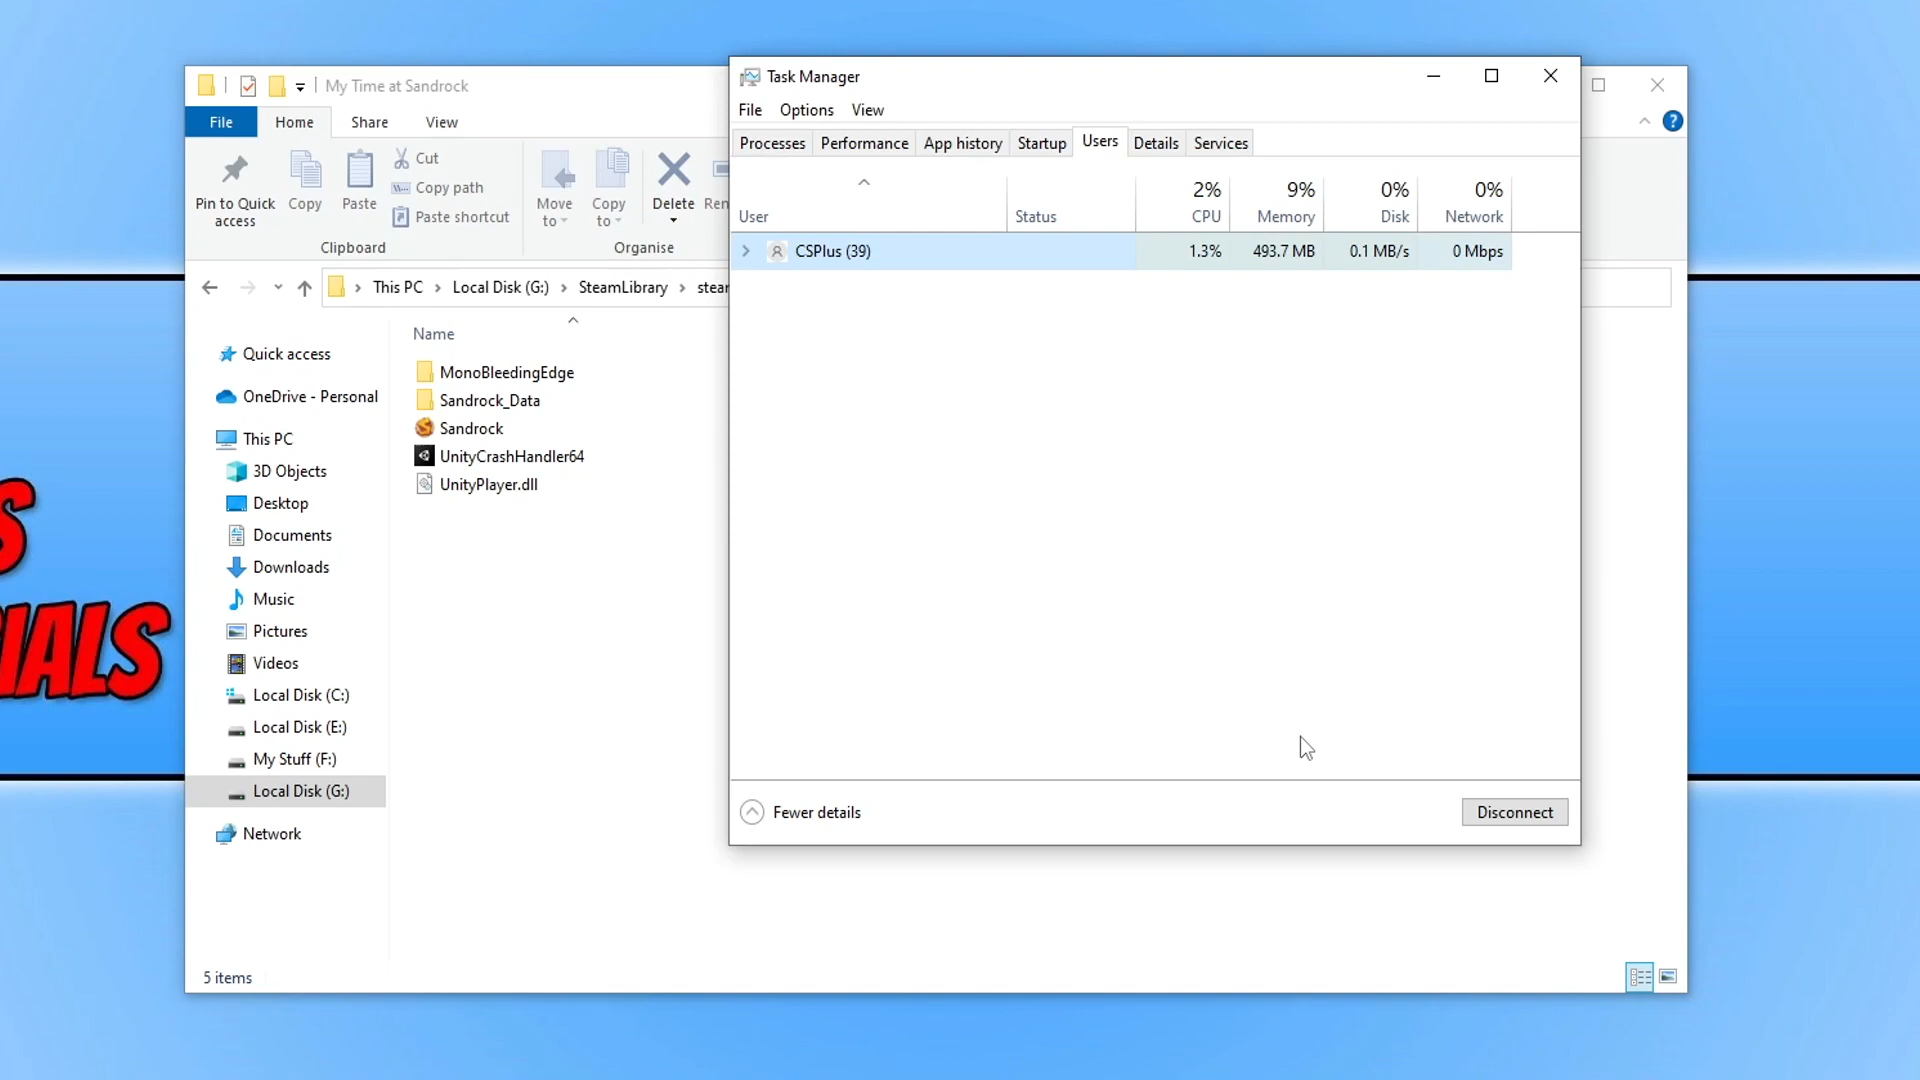 My Time at Sandrock
File Home Share View
Pin to Quick access
Copy
Paste
Cut
Copy path
Paste shortcut
Clipboard
Move to
Copy to
Delete
Organise
This PC > Local Disk (G:) > SteamLibrary >
Name
Quick access
OneDrive - Personal
This PC
3D Objects
Desktop
Documents
Downloads
Music
Pictures
Videos
Local Disk (C:)
Local Disk (E:)
My Stuff (F:)
Local Disk (G:)
Network
MonoBleedingEdge
Sandrock_Data
Sandrock
UnityCrashHandler64
UnityPlayer.dll
5 items
Task Manager
File Options View
Processes Performance App history Startup Users Details Services
2% 9% 0% 0%
User Status CPU Memory Disk Network
CSPlus (39) 1.3% 493.7 MB 0.1 MB/s 0 Mbps
Fewer details
Disconnect